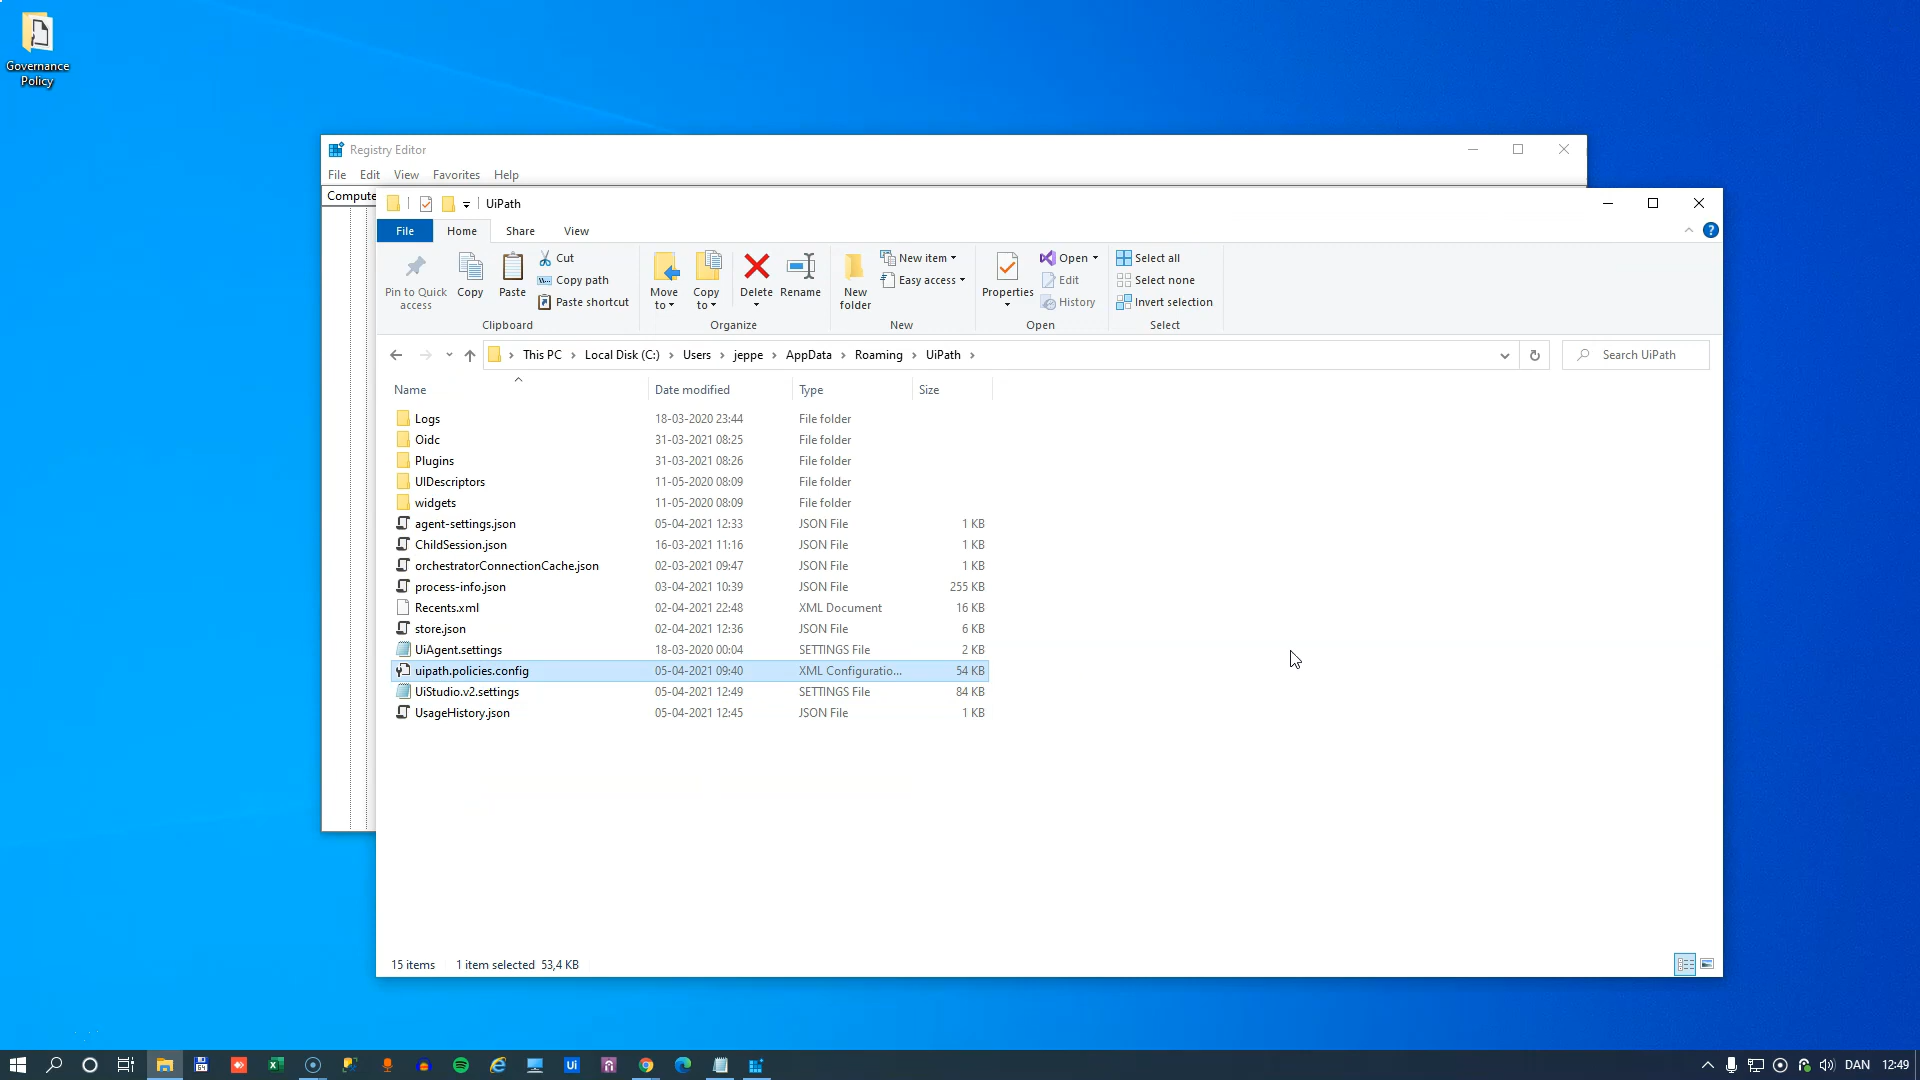 Governance
Policy
Registry Editor
File Edit View Favorites Help
Compute
UiPath
File Home Share View
Pin to Quick
access
Copy
Paste
Cut
Copy path
Paste shortcut
Clipboard
Move
to
Copy
to
Delete
Rename
Organize
New
folder
New item
Easy access
New
Properties
Open
Edit
History
Open
Select all
Select none
Invert selection
Select
This PC Local Disk (C:) Users jeppe AppData Roaming UiPath
Search UiPath
Name Date modified Type Size
Logs 18-03-2020 23:44 File folder
Oidc 31-03-2021 08:25 File folder
Plugins 31-03-2021 08:26 File folder
UIDescriptors 11-05-2020 08:09 File folder
widgets 11-05-2020 08:09 File folder
agent-settings.json 05-04-2021 12:33 JSON File 1 KB
ChildSession.json 16-03-2021 11:16 JSON File 1 KB
orchestratorConnectionCache.json 02-03-2021 09:47 JSON File 1 KB
process-info.json 03-04-2021 10:39 JSON File 255 KB
Recents.xml 02-04-2021 22:48 XML Document 16 KB
store.json 02-04-2021 12:36 JSON File 6 KB
UiAgent.settings 18-03-2020 00:04 SETTINGS File 2 KB
uipath.policies.config 05-04-2021 09:40 XML Configuratio... 54 KB
UiStudio.v2.settings 05-04-2021 12:49 SETTINGS File 84 KB
UsageHistory.json 05-04-2021 12:45 JSON File 1 KB
15 items 1 item selected 53,4 KB
DAN 12:49